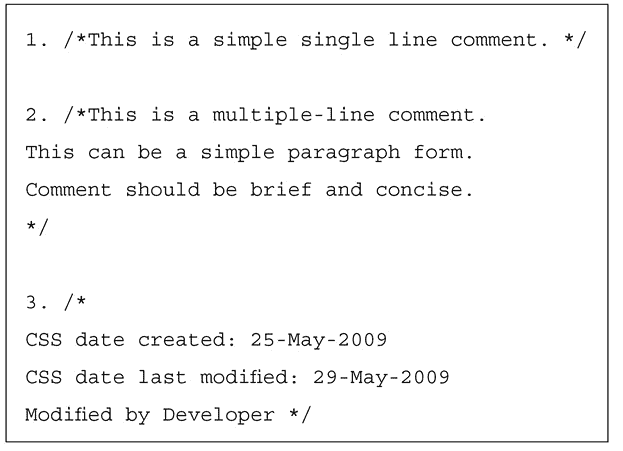 1. /*This is a simple single line comment. */
2. /*This is a multiple-line comment.
This can be a simple paragraph form.
Comment should be brief and concise.
*/
3. /*
CSS date created: 25-May-2009
CSS date last modified: 29-May-2009
Modified by Developer */